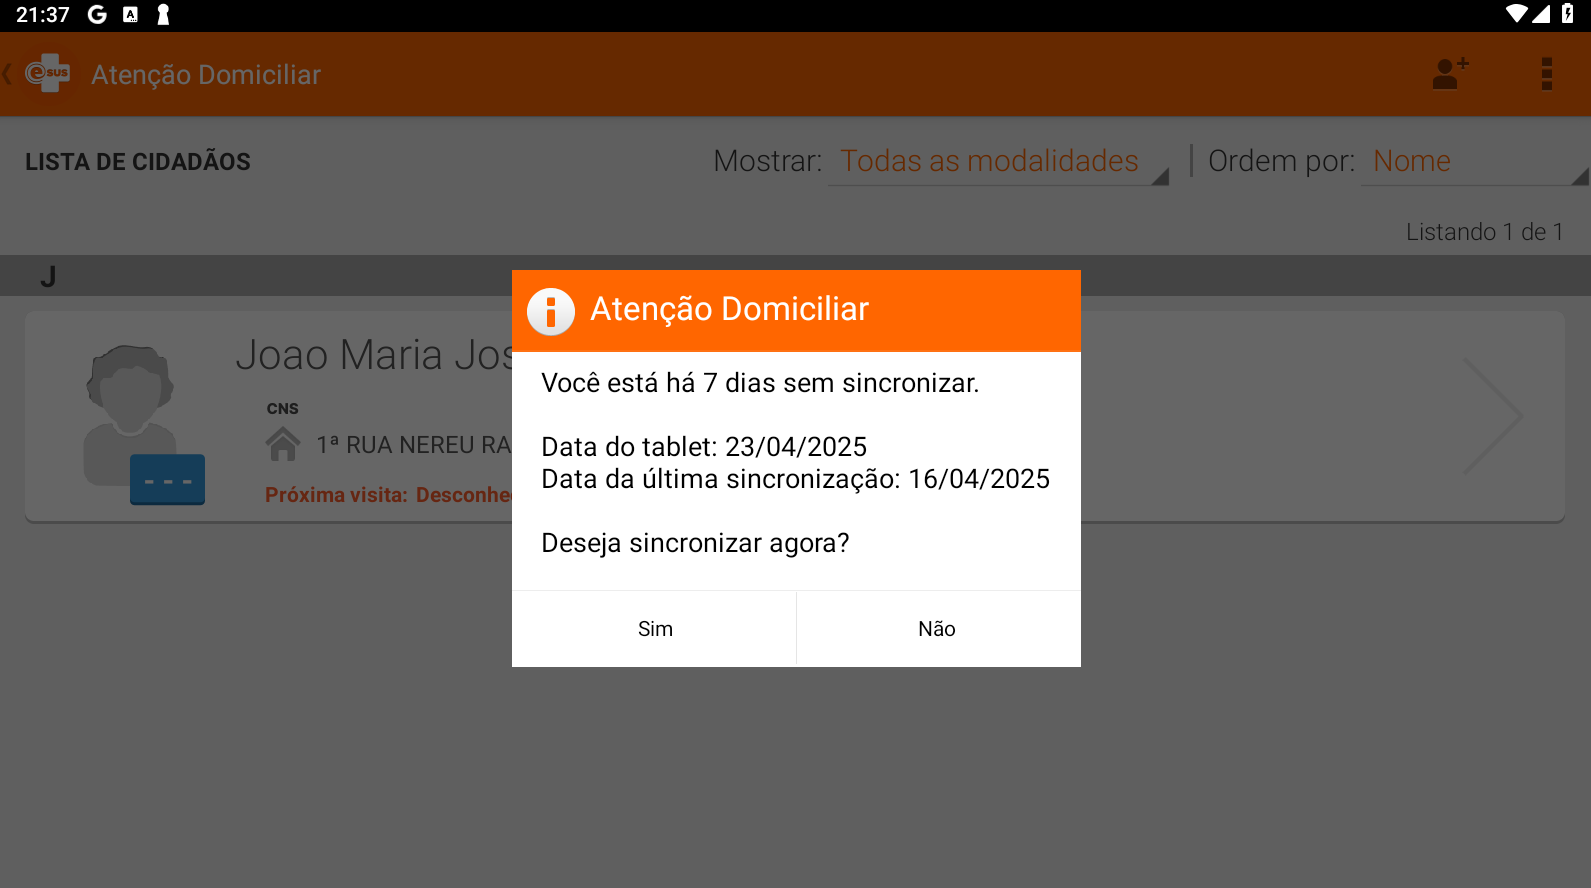 21:37
e sus
Atenção Domiciliar
LISTA DE CIDADÃOS
Mostrar: Todas as modalidades
Ordem por: Nome
Listando 1 de 1
J
Joao Maria Jos
CNS
1ª RUA NEREU RA
Próxima visita: Desconhe
Atenção Domiciliar
Você está há 7 dias sem sincronizar.
Data do tablet: 23/04/2025
Data da última sincronização: 16/04/2025
Deseja sincronizar agora?
Sim
Não